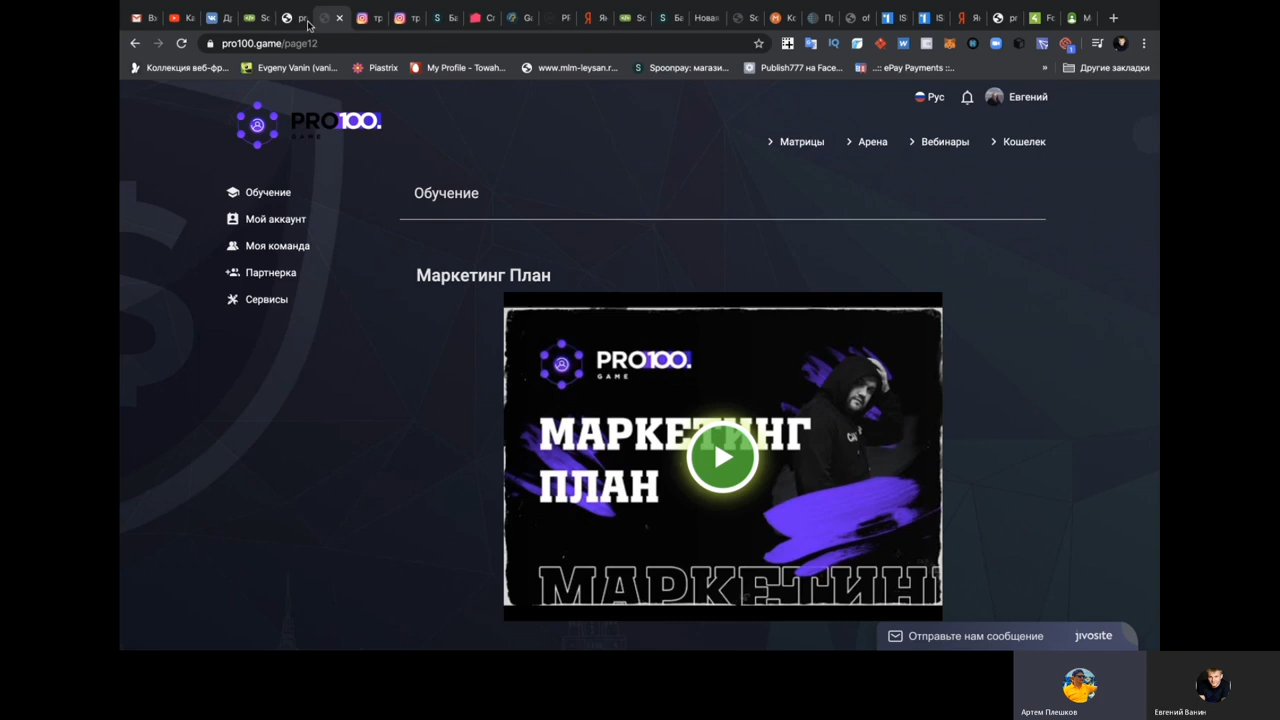 pro100.game/page12
Коллекция веб-фр...
Evgeny Vanin (vani...
Piastrix
My Profile - Towah...
www.mlm-leysan.r...
Spoonpay: магази...
Publish777 на Face...
..:: ePay Payments ::..
»
Другие закладки
PRO100.
GAME
Рус
Евгений
Матрицы
Арена
Вебинары
Кошелек
Обучение
Мой аккаунт
Моя команда
Партнерка
Сервисы
Обучение
Маркетинг План
PRO100.
GAME
МАРКЕТИНГ
ПЛАН
МАРКЕТИН
Отправьте нам сообщение
jivosite
Артем Плешков
Евгений Ванин